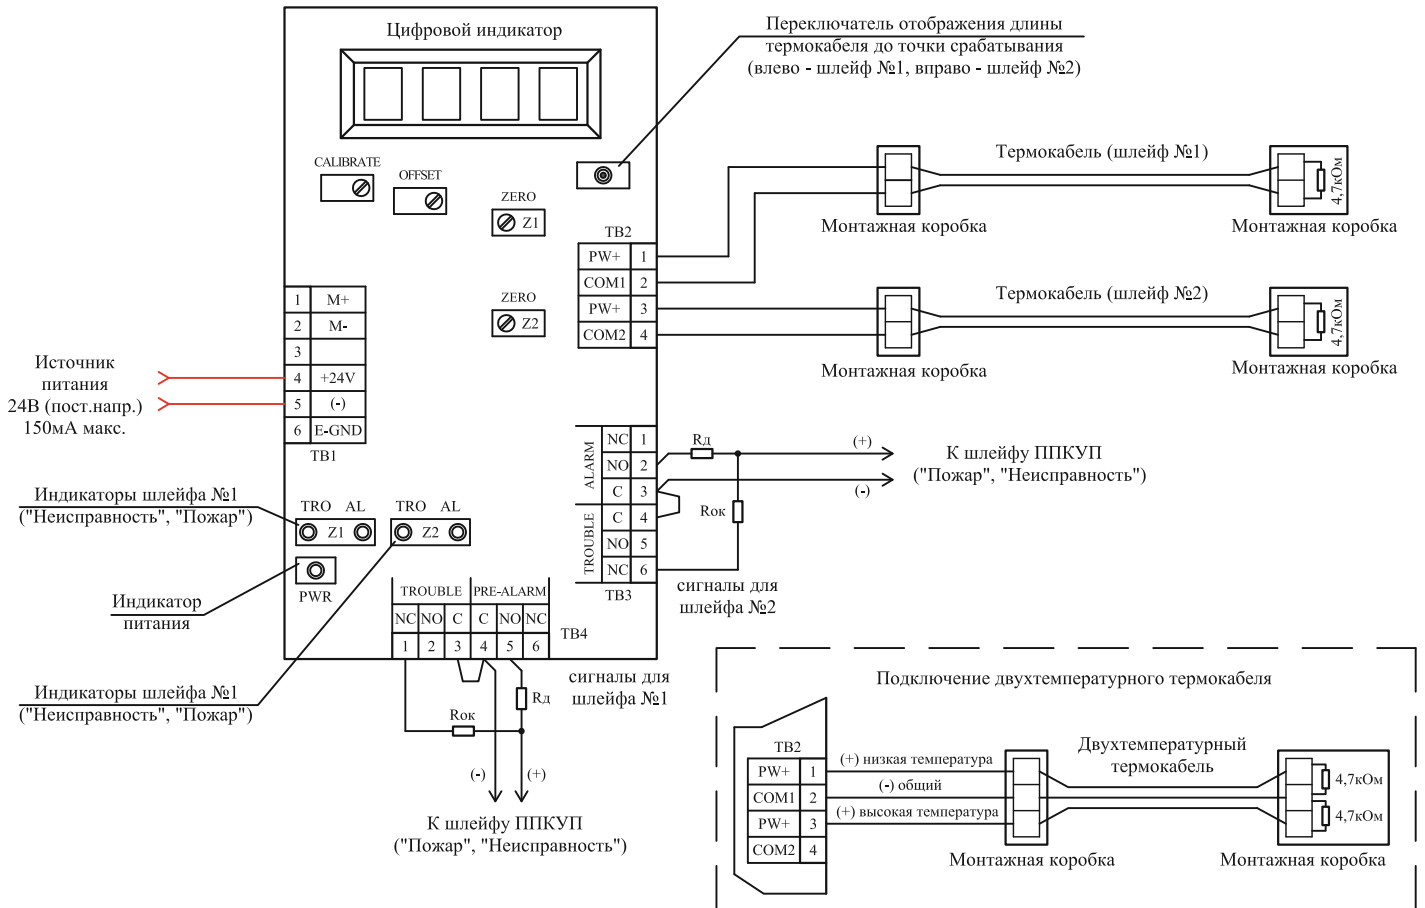 Цифровой индикатор
Переключатель отображения длины
термокабеля до точки срабатывания
(влево - шлейф №1, вправо - шлейф №2)
CALIBRATE
OFFSET
ZERO
Z1
ZERO
Z2
TB2
PW+ 1
COM1 2
PW+ 3
COM2 4
Термокабель (шлейф №1)
4,7кОм
Монтажная коробка
Монтажная коробка
Термокабель (шлейф №2)
4,7кОм
Монтажная коробка
Монтажная коробка
1 M+
2 M-
3
4 +24V
5 (-)
6 E-GND
TB1
Источник
питания
24В (пост.напр.)
150мА макс.
ALARM
NC 1
NO 2
C 3
TROUBLE
C 4
NO 5
NC 6
TB3
Rд
Rок
(+)
(-)
К шлейфу ППКУП
("Пожар", "Неисправность")
сигналы для
шлейфа №2
Индикаторы шлейфа №1
("Неисправность", "Пожар")
TRO AL
Z1
TRO AL
Z2
PWR
Индикатор
питания
Индикаторы шлейфа №1
("Неисправность", "Пожар")
TROUBLE PRE-ALARM
NC NO C C NO NC
1 2 3 4 5 6
TB4
сигналы для
шлейфа №1
Rд
Rок
(-)
(+)
К шлейфу ППКУП
("Пожар", "Неисправность")
Подключение двухтемпературного термокабеля
TB2
PW+ 1
COM1 2
PW+ 3
COM2 4
(+) низкая температура
(-) общий
(+) высокая температура
Двухтемпературный
термокабель
4,7кОм
4,7кОм
Монтажная коробка
Монтажная коробка